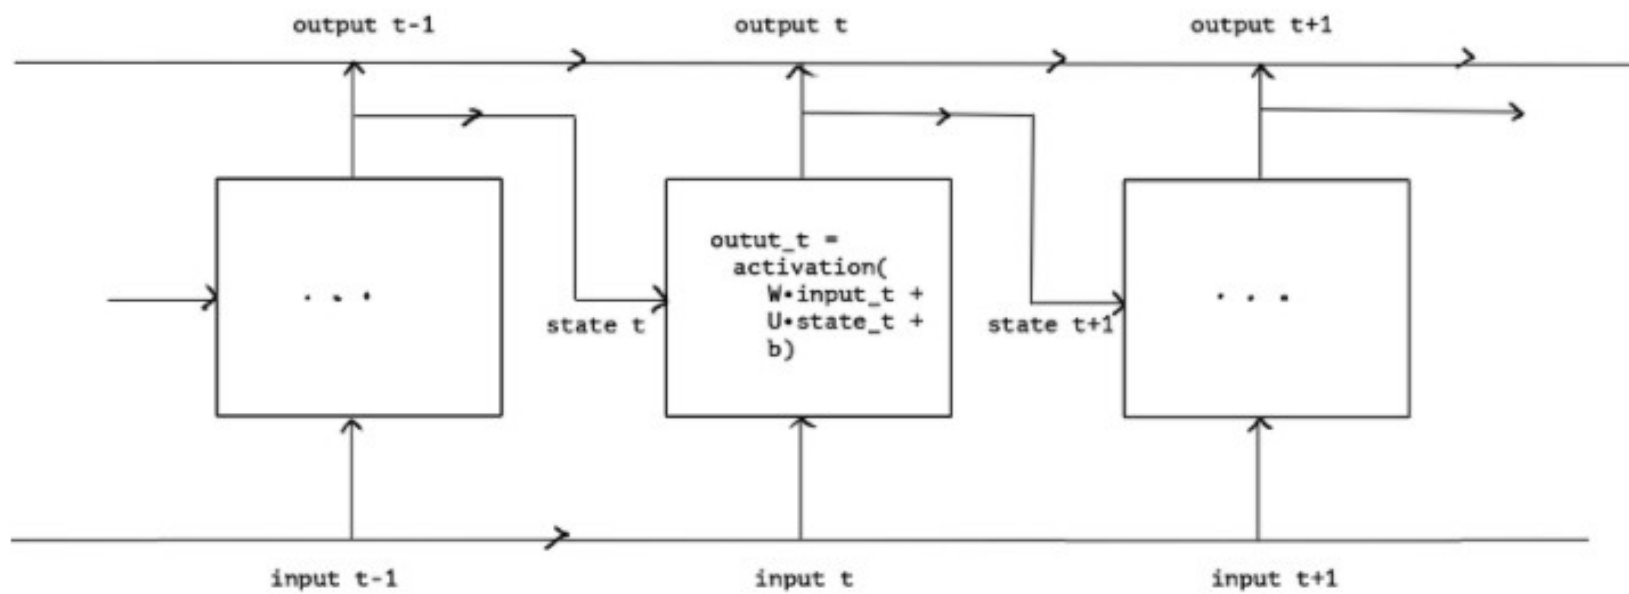 output t-1
output t
output t+1
. . .
outut_t =
activation(
W•input_t +
U•state_t +
b)
. . .
state t
state t+1
input t-1
input t
input t+1